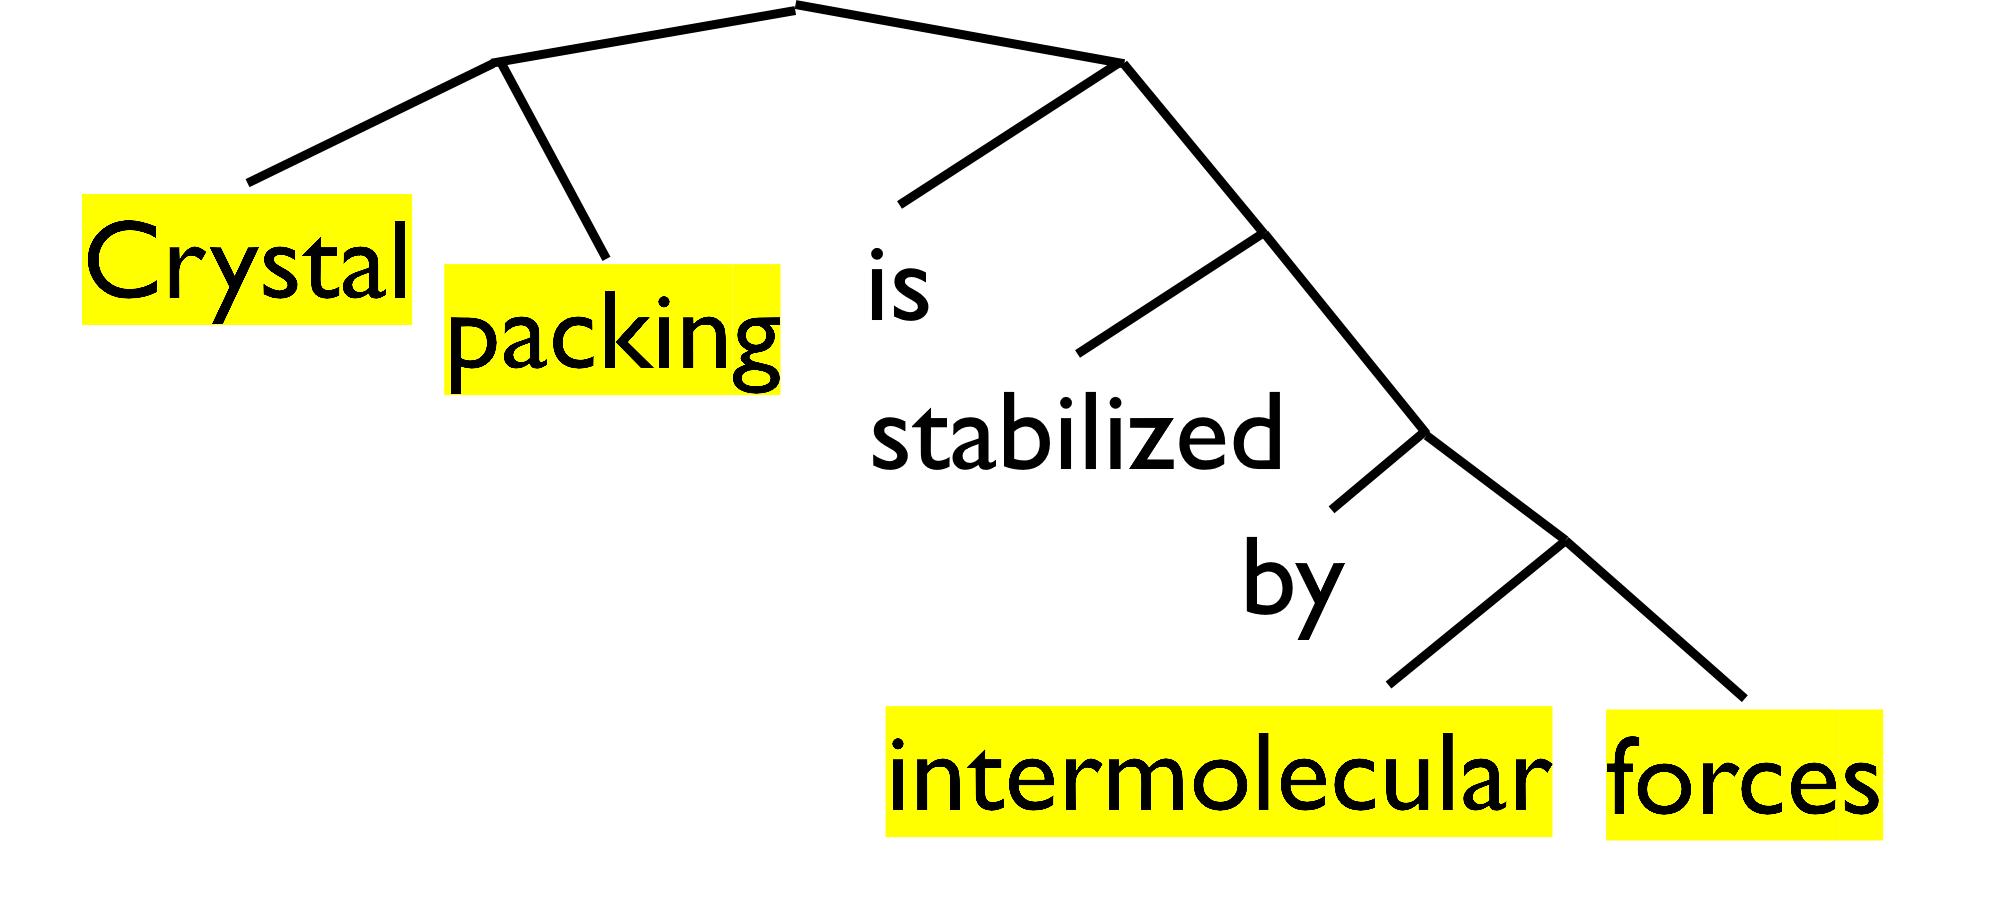 Crystal
packing
is
stabilized
by
intermolecular forces